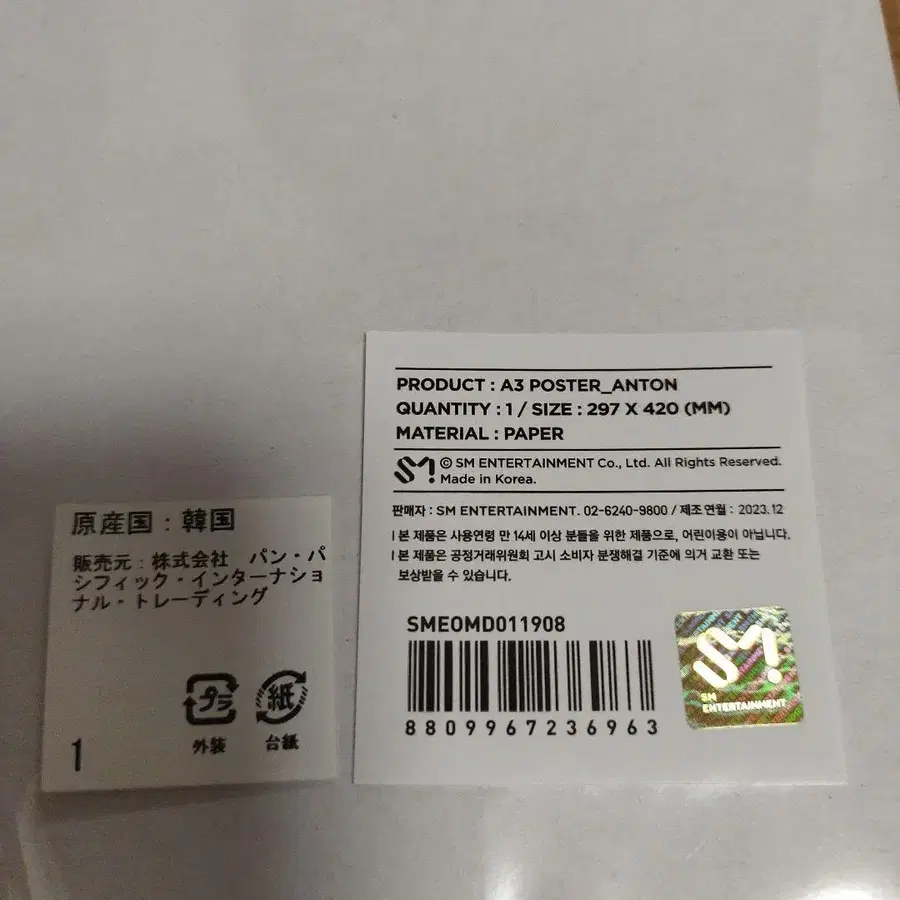 PRODUCT : A3 POSTER_ANTON
QUANTITY : 1 / SIZE : 297 X 420 (MM)
MATERIAL : PAPER
SM! © SM ENTERTAINMENT Co., Ltd. All Rights Reserved.
Made in Korea.
판매자 : SM ENTERTAINMENT. 02-6240-9800 / 제조 연월 : 2023.12
l 본 제품은 사용연령 만 14세 이상 분들을 위한 제품으로, 어린이용이 아닙니다.
l 본 제품은 공정거래위원회 고시 소비자 분쟁해결 기준에 의거 교환 또는
보상받을 수 있습니다.
SMEOMD011908
8809967236963
SM!
SM
ENTERTAINMENT
原産国 : 韓国
販売元 : 株式会社 パン・パ
シフィック・インターナショ
ナル・トレーディング
プラ 紙
外装 台紙
1